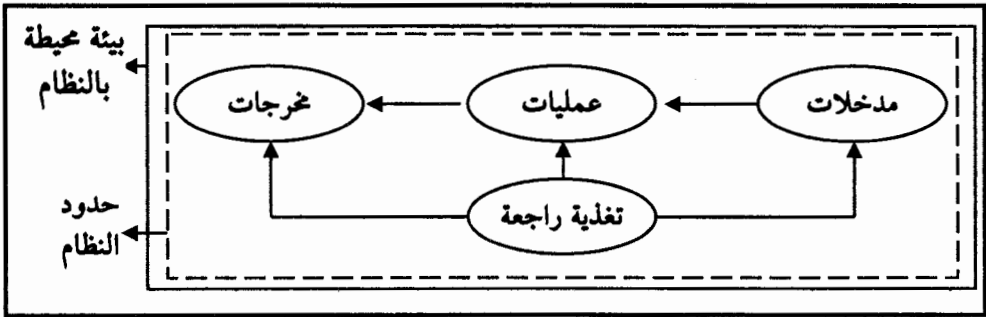 بيئة محيطة
بالنظام
مدخلات
عمليات
مخرجات
تغذية راجعة
حدود
النظام